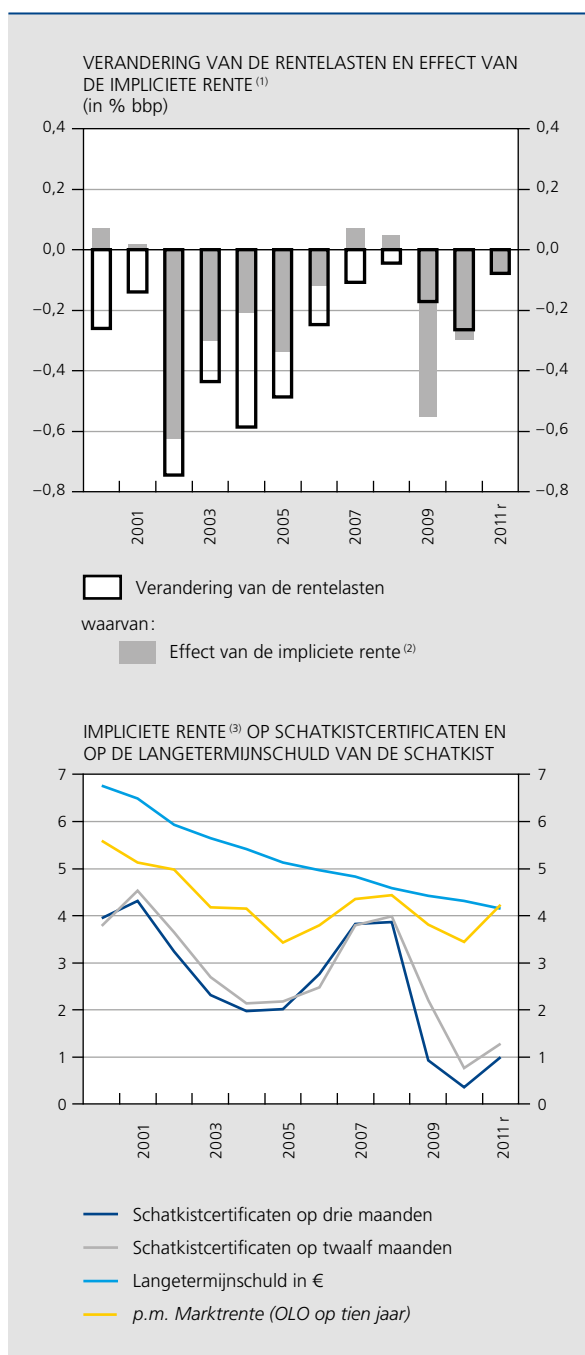 VERANDERING VAN DE RENTELASTEN EN EFFECT VAN
DE IMPLICIETE RENTE (1)
(in % bbp)
0,4 0,4
0,2 0,2
0,0 0,0
–0,2 –0,2
–0,4 –0,4
–0,6 –0,6
–0,8 –0,8
2001 2003 2005 2007 2009 2011 r
Verandering van de rentelasten
waarvan:
Effect van de impliciete rente (2)
IMPLICIETE RENTE (3) OP SCHATKISTCERTIFICATEN EN
OP DE LANGETERMIJNSCHULD VAN DE SCHATKIST
7 7
6 6
5 5
4 4
3 3
2 2
1 1
0 0
2001 2003 2005 2007 2009 2011 r
Schatkistcertificaten op drie maanden
Schatkistcertificaten op twaalf maanden
Langetermijnschuld in €
p.m. Marktrente (OLO op tien jaar)